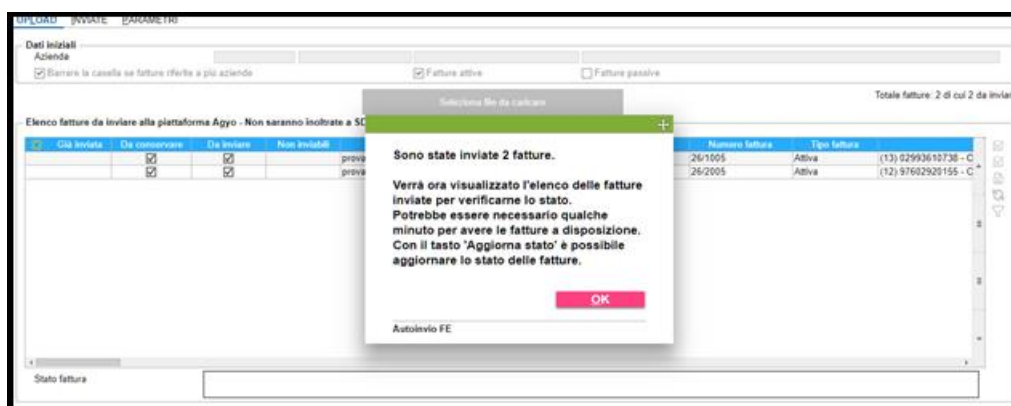 UPLOAD INVIATE PARAMETRI
Dati iniziali
Azienda
Barrare la casella se fatture riferite a più aziende Fatture attive Fatture passive
Seleziona file da caricare
Totale fatture: 2 di cui 2 da inviar
Elenco fatture da inviare alla piattaforma Agyo - Non saranno inoltrate a SD
Già inviata Da conservare Da inviare Non inviabili Numero fattura Tipo fattura
prova 26/1005 Attiva (13) 02993610738 - C
prova 26/2005 Attiva (12) 97602920155 - C
Sono state inviate 2 fatture.
Verrà ora visualizzato l'elenco delle fatture
inviate per verificarne lo stato.
Potrebbe essere necessario qualche
minuto per avere le fatture a disposizione.
Con il tasto 'Aggiorna stato' è possibile
aggiornare lo stato delle fatture.
OK
Autoinvio FE
Stato fattura